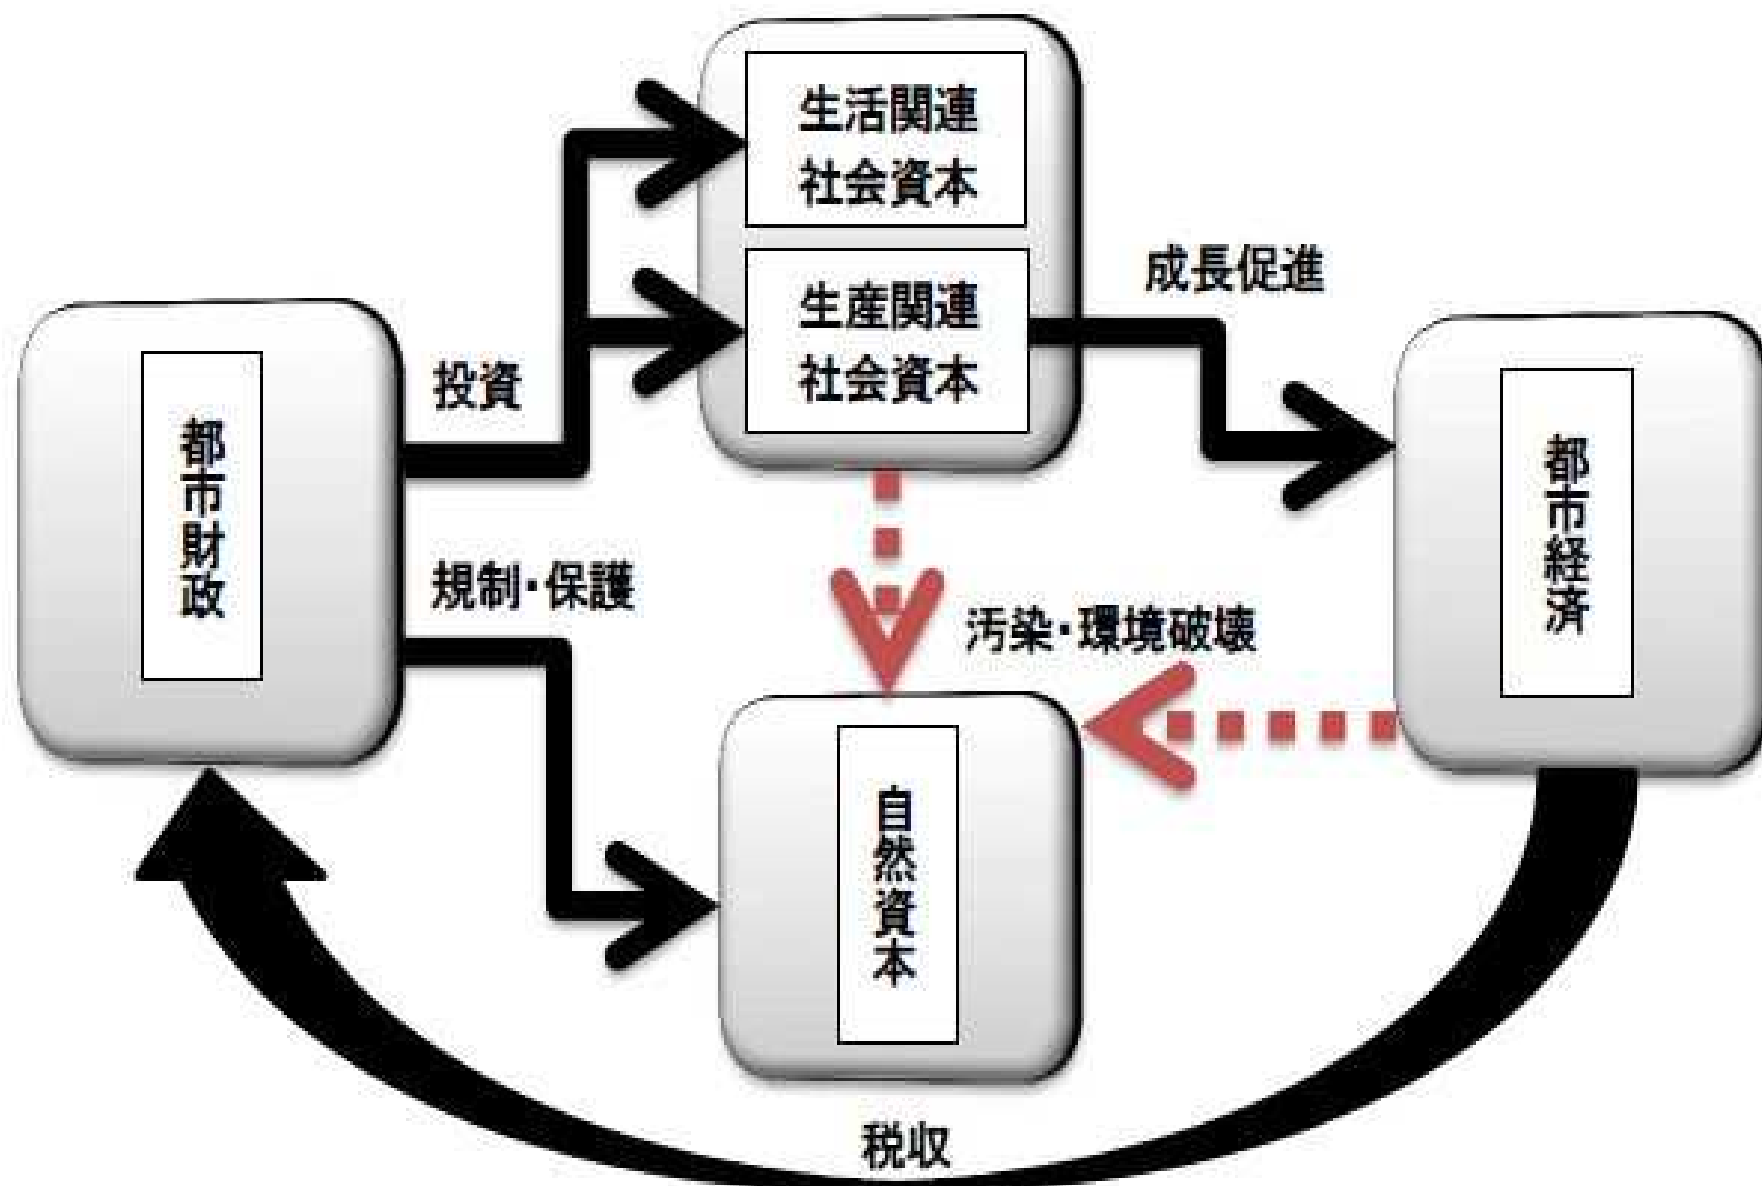 生活関連
社会資本
生産関連
社会資本
成長促進
投資
都市財政
都市経済
規制・保護
汚染・環境破壊
自然資本
税収